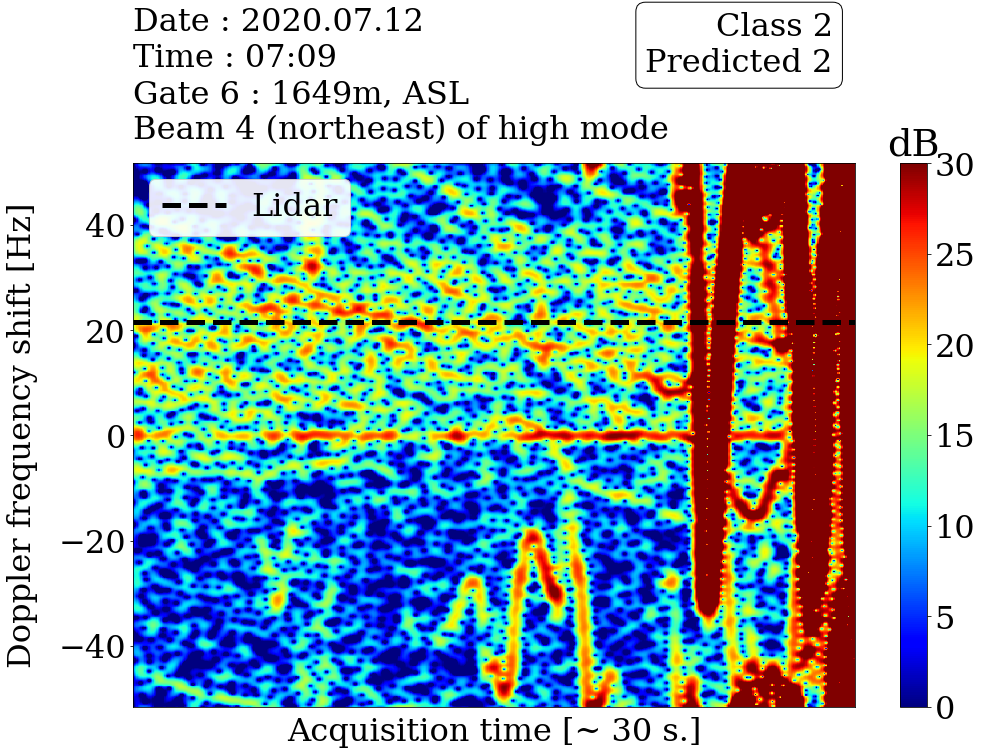 Date : 2020.07.12
Time : 07:09
Gate 6 : 1649m, ASL
Beam 4 (northeast) of high mode
Class 2
Predicted 2
dB
Lidar
Doppler frequency shift [Hz]
40
20
0
−20
−40
Acquisition time [~ 30 s.]
30
25
20
15
10
5
0